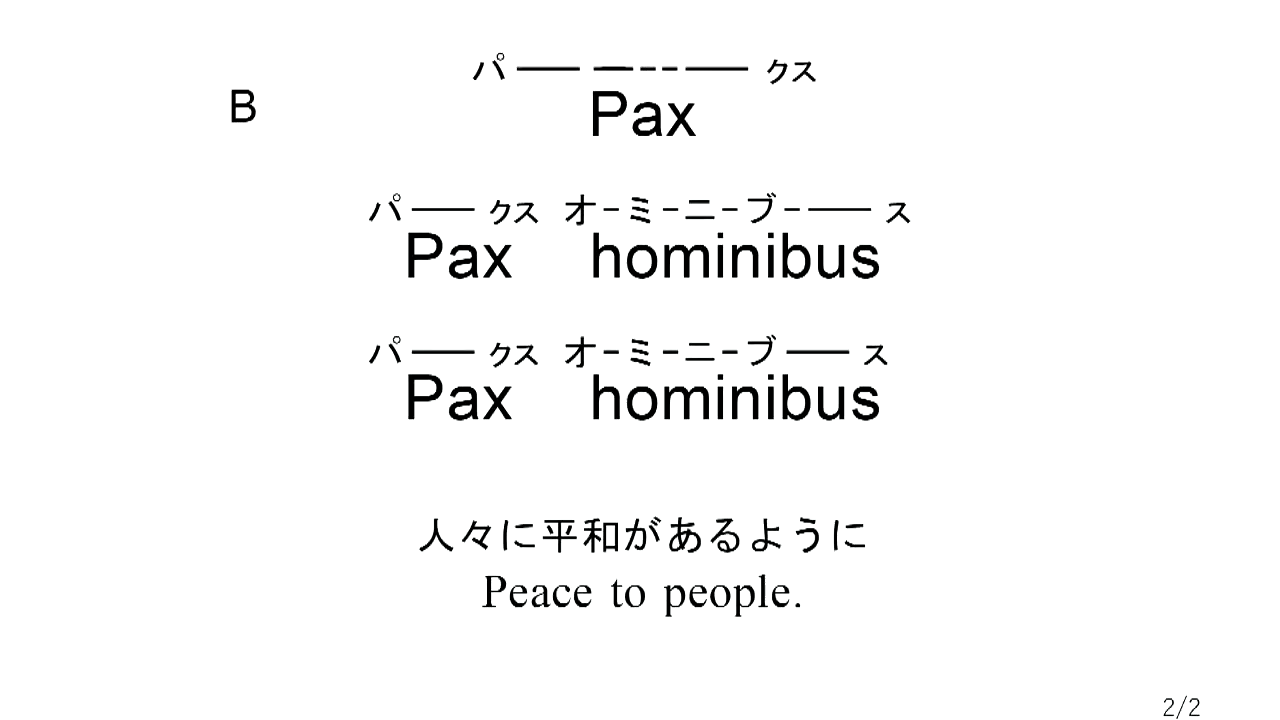 パ―― ――--―― クス
B
Pax
パ―― クス オ-ミ-ニ-ブ-―― ス
Pax hominibus
パ―― クス オ-ミ-ニ-ブ―― ス
Pax hominibus
人々に平和があるように
Peace to people.
2/2